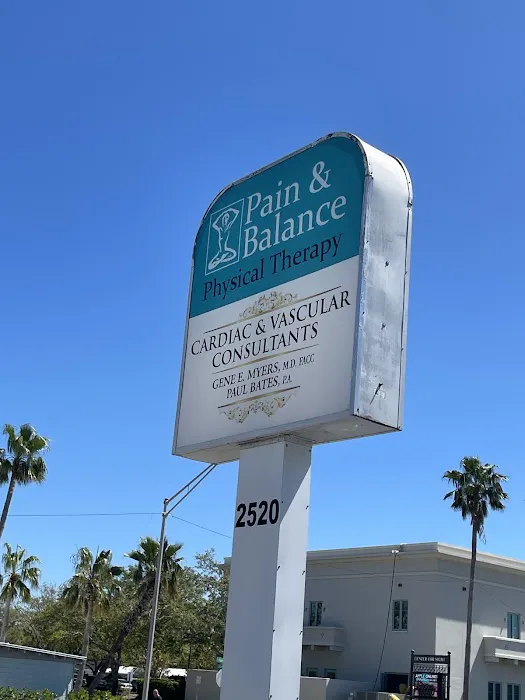 Pain &
Balance
Physical Therapy
CARDIAC & VASCULAR
CONSULTANTS
GENE E. MYERS, M.D. FACC
PAUL BATES, P.A.
2520